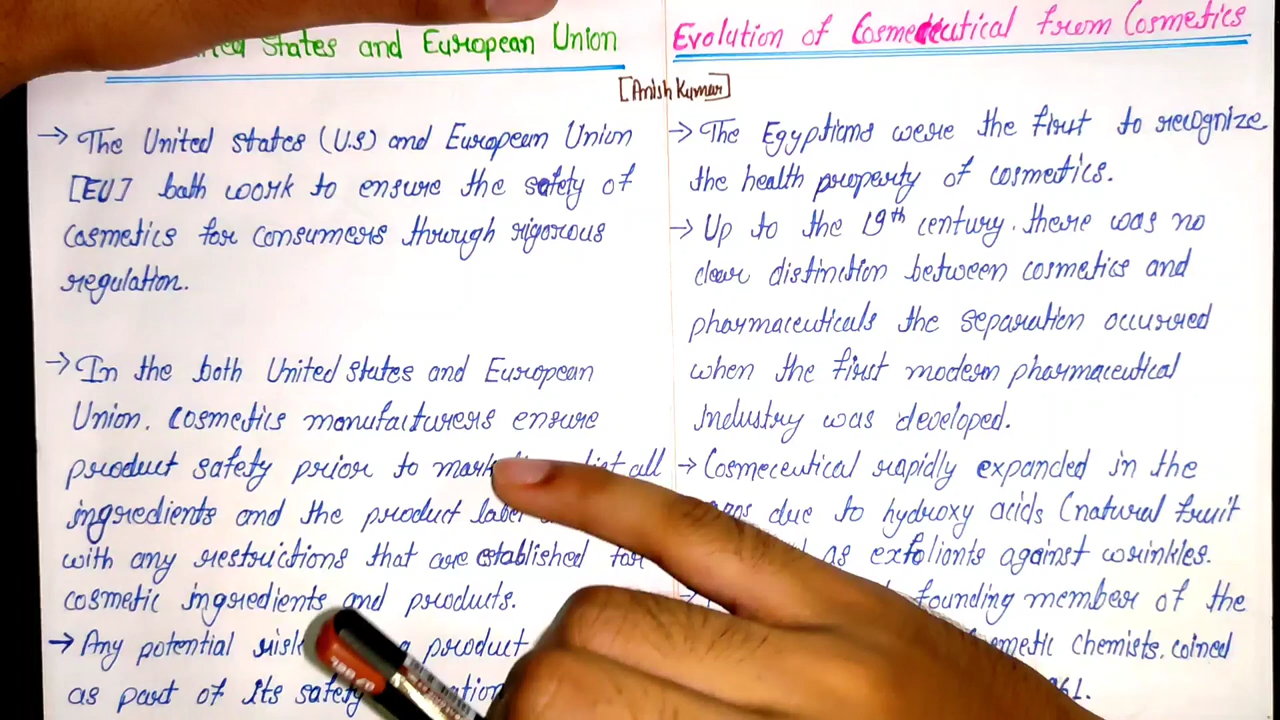 States and European Union
[Anish Kumar]
→ The United states (U.S) and European Union
[EU] both work to ensure the safety of
cosmetics for consumers through rigorous
regulation.
→ In the both United states and European
Union. cosmetics manufacturers ensure
product safety prior to all
ingredients and the product label
with any restrictions that are established for
cosmetic ingredients and products.
→ Any potential a product
as part of Its safety
Evolution of Cosmeceutical from Cosmetics
→ The Egyptians were the first to recognize
the health property of cosmetics.
→ Up to the 19th century. there was no
clear distinction between cosmetics and
pharmaceuticals the separation occurred
when the first modern pharmaceutical
Industry was developed.
→ Cosmeceutical rapidly expanded in the
due to hydroxy acids (natural fruit
as exfolionts against wrinkles.
founding member of the
chemists. coined